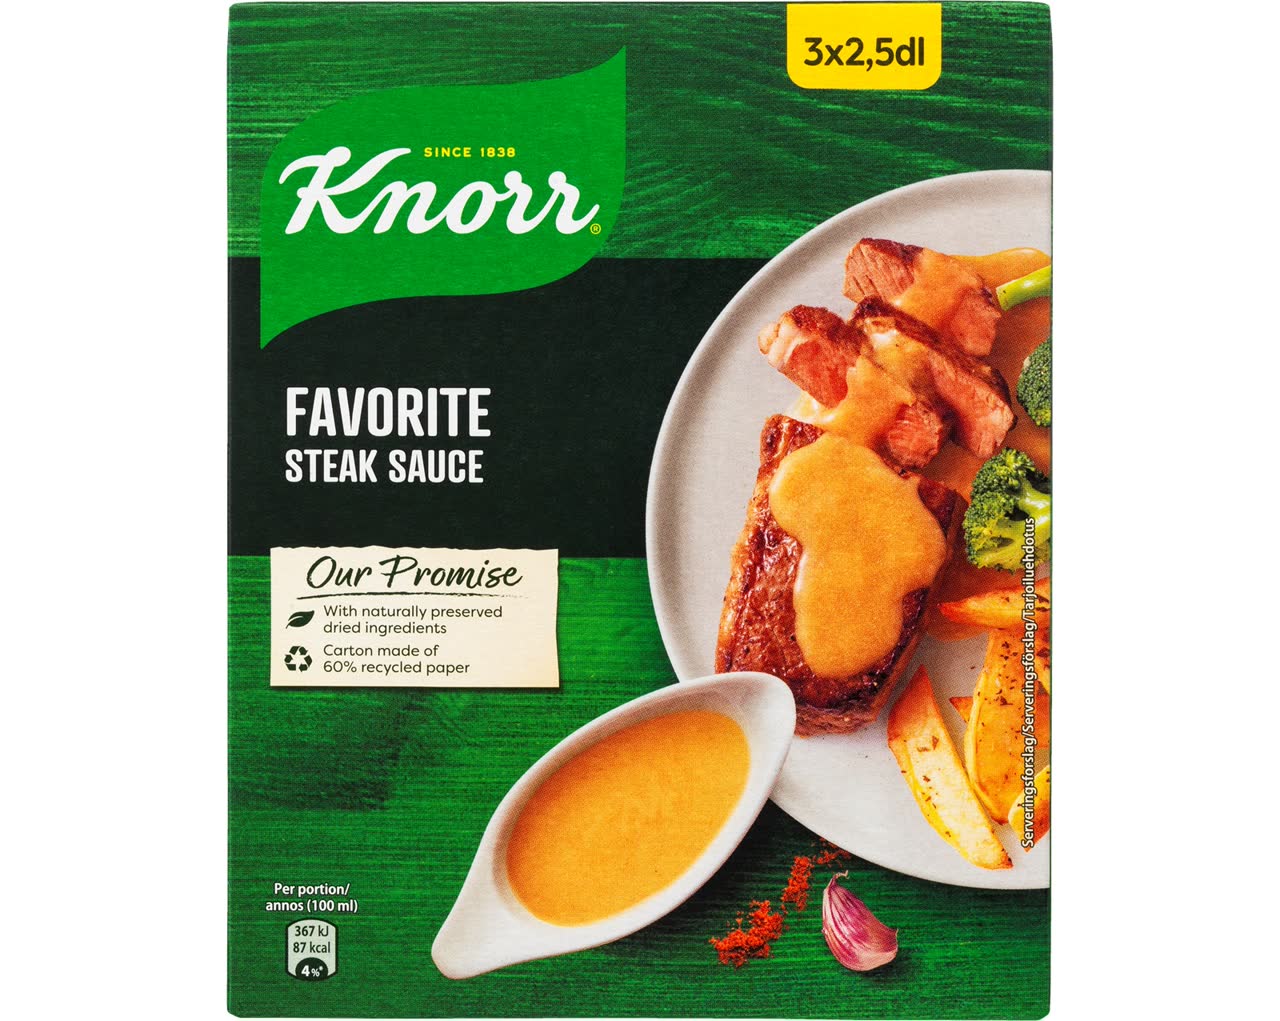 3x2,5dl
SINCE 1838
Knorr®
FAVORITE
STEAK SAUCE
Our Promise
With naturally preserved
dried ingredients
Carton made of
60% recycled paper
Serveringsforslag/Serveringsförslag/Tarjoiluehdotus
Per portion/
annos (100 ml)
367 kJ
87 kcal
4%*